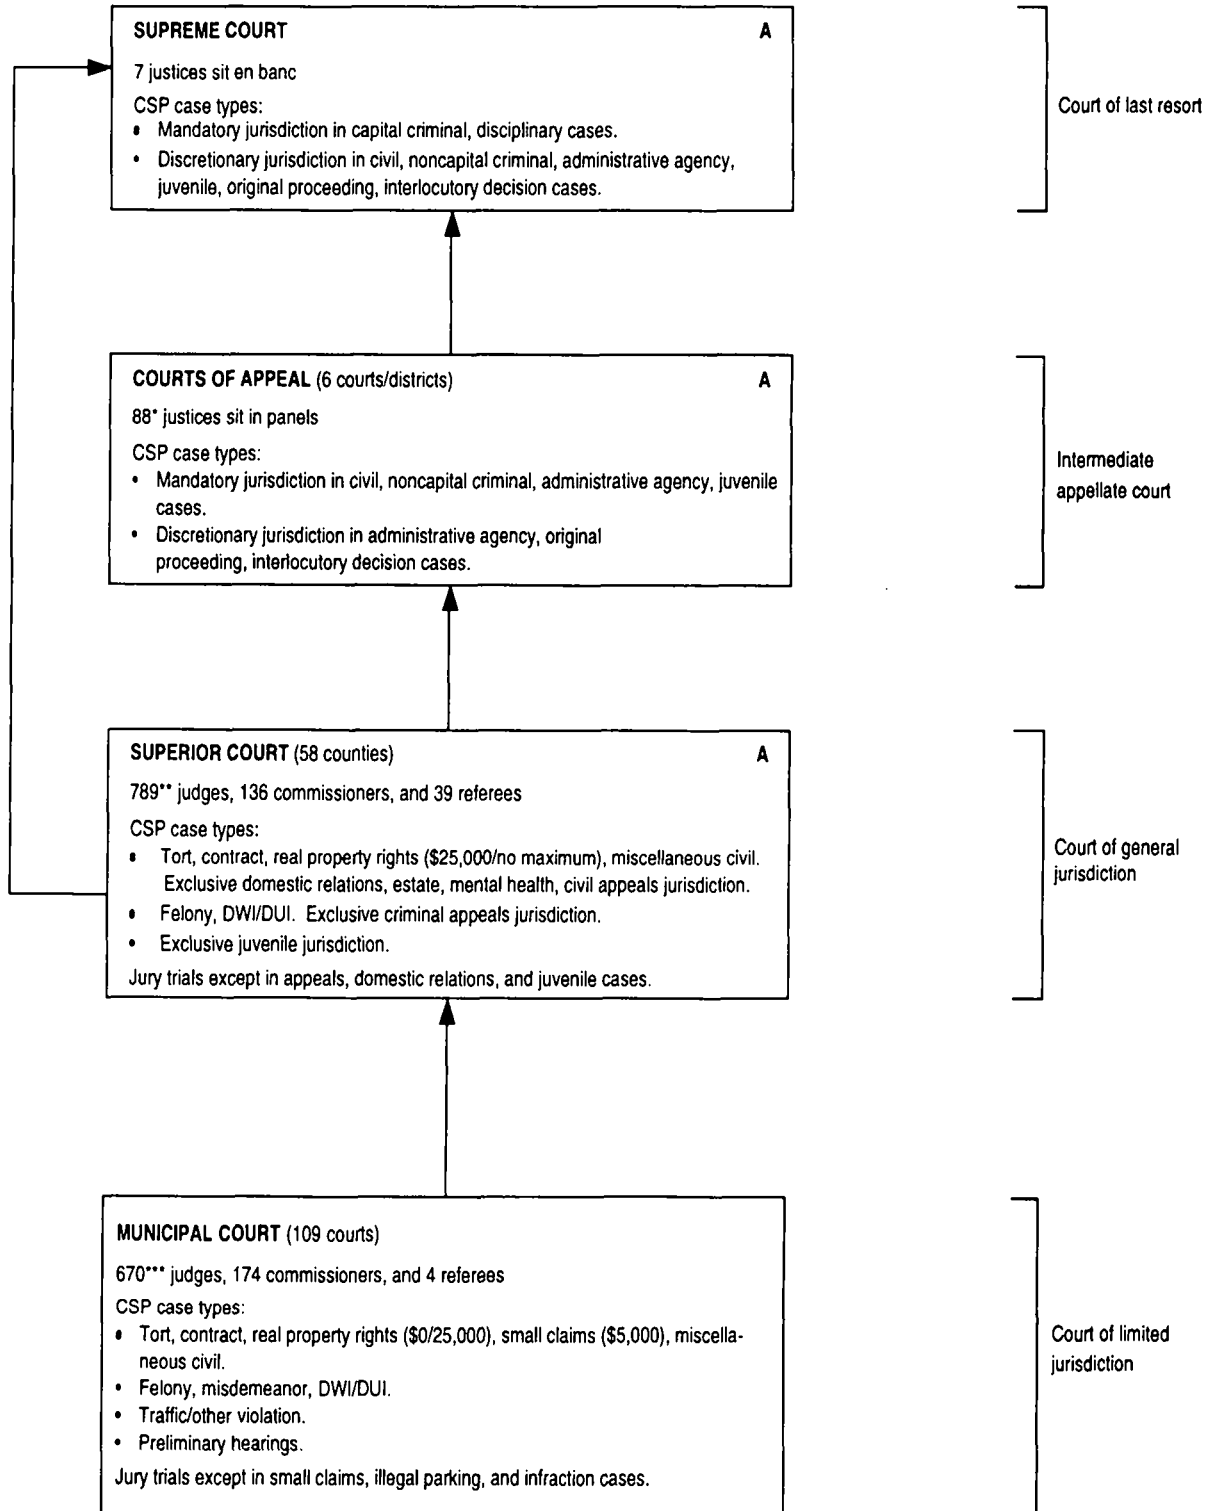 SUPREME COURT A
7 justices sit en banc
CSP case types:
• Mandatory jurisdiction in capital criminal, disciplinary cases.
• Discretionary jurisdiction in civil, noncapital criminal, administrative agency,
juvenile, original proceeding, interlocutory decision cases.
Court of last resort
COURTS OF APPEAL (6 courts/districts) A
88* justices sit in panels
CSP case types:
• Mandatory jurisdiction in civil, noncapital criminal, administrative agency, juvenile
cases.
• Discretionary jurisdiction in administrative agency, original
proceeding, interlocutory decision cases.
Intermediate
appellate court
SUPERIOR COURT (58 counties) A
789** judges, 136 commissioners, and 39 referees
CSP case types:
• Tort, contract, real property rights ($25,000/no maximum), miscellaneous civil.
Exclusive domestic relations, estate, mental health, civil appeals jurisdiction.
• Felony, DWI/DUI. Exclusive criminal appeals jurisdiction.
• Exclusive juvenile jurisdiction.
Jury trials except in appeals, domestic relations, and juvenile cases.
Court of general
jurisdiction
MUNICIPAL COURT (109 courts)
670*** judges, 174 commissioners, and 4 referees
CSP case types:
• Tort, contract, real property rights ($0/25,000), small claims ($5,000), miscella-
neous civil.
• Felony, misdemeanor, DWI/DUI.
• Traffic/other violation.
• Preliminary hearings.
Jury trials except in small claims, illegal parking, and infraction cases.
Court of limited
jurisdiction